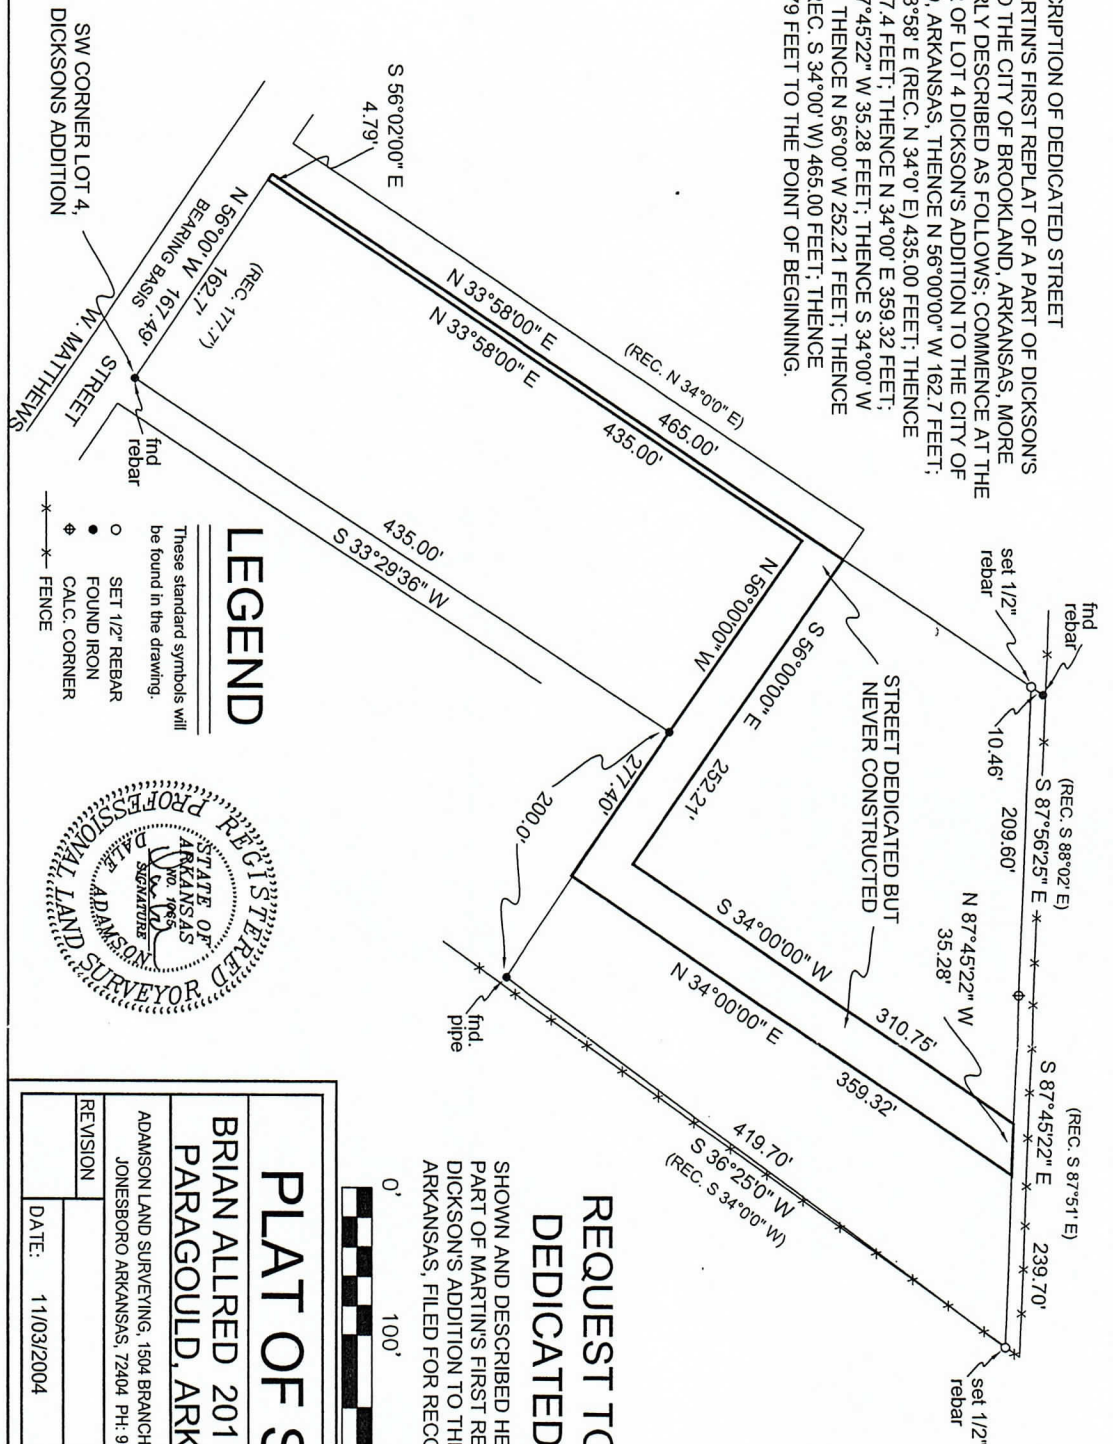 CRIPTION OF DEDICATED STREET
RTIN'S FIRST REPLAT OF A PART OF DICKSON'S
O THE CITY OF BROOKLAND, ARKANSAS, MORE
RLY DESCRIBED AS FOLLOWS; COMMENCE AT THE
OF LOT 4 DICKSON'S ADDITION TO THE CITY OF
, ARKANSAS, THENCE N 56°00'00" W 162.7 FEET;
3°58' E (REC. N 34°0' E) 435.00 FEET; THENCE
7.4 FEET; THENCE N 34°00' E 359.32 FEET;
7°45'22" W 35.28 FEET; THENCE S 34°00' W
THENCE N 56°00' W 252.21 FEET; THENCE
REC. S 34°00' W) 465.00 FEET; THENCE
79 FEET TO THE POINT OF BEGINNING.
fnd
rebar
set 1/2"
rebar
10.46'
(REC. S 88°02' E)
S 87°56'25" E
209.60'
N 87°45'22" W
35.28'
(REC. S 87°51' E)
S 87°45'22" E
239.70'
set 1/2"
rebar
STREET DEDICATED BUT
NEVER CONSTRUCTED
S 56°02'00" E
4.79'
(REC. N 34°0'0" E)
N 33°58'00" E
465.00'
N 33°58'00" E
435.00'
S 56°00'00" E
252.21'
N 56°00'00" W
277.40'
S 34°00'00" W
310.75'
N 34°00'00" E
359.32'
419.70'
S 36°25'0" W
(REC. S 34°0'0" W)
200.0'
fnd.
pipe
435.00'
S 33°29'36" W
(REC. 177.7')
N 56°00' W
162.7'
BEARING BASIS
167.49'
SW CORNER LOT 4,
DICKSONS ADDITION
W. MATTHEWS
STREET
fnd
rebar
LEGEND
These standard symbols will
be found in the drawing.
SET 1/2" REBAR
FOUND IRON
CALC. CORNER
FENCE
REGISTERED
PROFESSIONAL LAND SURVEYOR
STATE OF
ARKANSAS
NO. 1065
SIGNATURE
DALE ADAMSON
REQUEST TO
DEDICATED
SHOWN AND DESCRIBED HE
PART OF MARTIN'S FIRST RE
DICKSON'S ADDITION TO TH
ARKANSAS, FILED FOR RECO
0'
100'
PLAT OF S
BRIAN ALLRED 201
PARAGOULD, ARK
ADAMSON LAND SURVEYING, 1504 BRANCH
JONESBORO ARKANSAS, 72404 PH: 9
REVISION
DATE: 11/03/2004